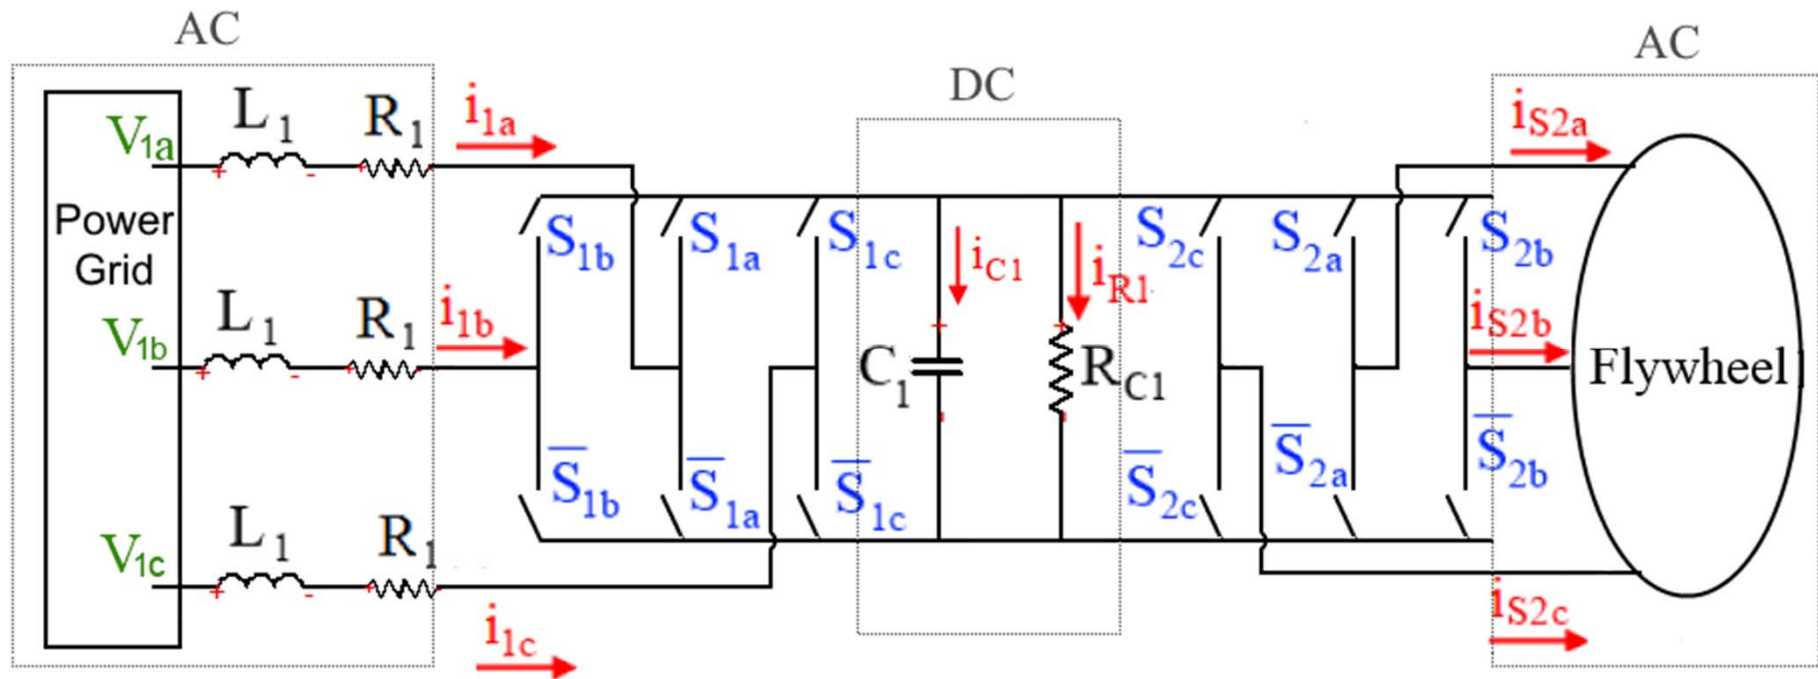 AC
DC
AC
V1a
L1
R1
i1a
iS2a
Power
Grid
S1b
S1a
S1c
iC1
iR1
S2c
S2a
S2b
V1b
L1
R1
i1b
C1
RC1
iS2b
Flywheel
S̅1b
S̅1a
S̅1c
S̅2c
S̅2a
S̅2b
V1c
L1
R1
i1c
iS2c